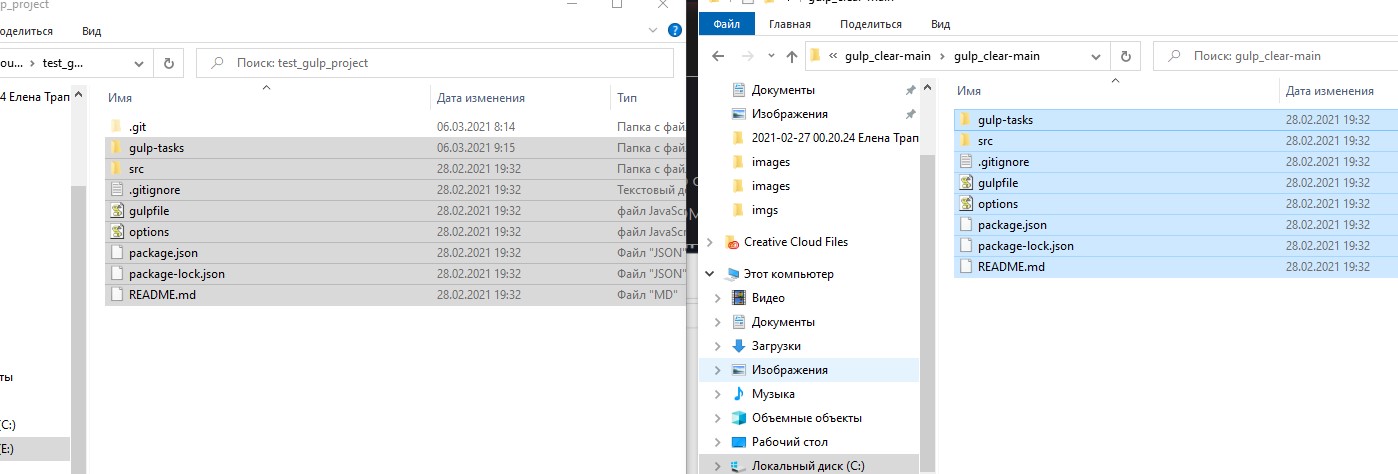 p_project
оделиться Вид
ou... test_g... Поиск: test_gulp_project
4 Елена Трап
Имя Дата изменения Тип
.git 06.03.2021 8:14 Папка с фай
gulp-tasks 06.03.2021 9:15 Папка с фай
src 28.02.2021 19:32 Папка с фай
.gitignore 28.02.2021 19:32 Текстовый до
gulpfile 28.02.2021 19:32 файл JavaScr
options 28.02.2021 19:32 файл JavaScr
package.json 28.02.2021 19:32 Файл "JSON"
package-lock.json 28.02.2021 19:32 Файл "JSON"
README.md 28.02.2021 19:32 Файл "MD"
ты
(C:)
(E:)
gulp_clear-main
Файл Главная Поделиться Вид
« gulp_clear-main gulp_clear-main Поиск: gulp_clear-main
Документы
Изображения
2021-02-27 00.20.24 Елена Трап
images
images
imgs
Creative Cloud Files
Этот компьютер
Видео
Документы
Загрузки
Изображения
Музыка
Объемные объекты
Рабочий стол
Локальный диск (C:)
Имя Дата изменения
gulp-tasks 28.02.2021 19:32
src 28.02.2021 19:32
.gitignore 28.02.2021 19:32
gulpfile 28.02.2021 19:32
options 28.02.2021 19:32
package.json 28.02.2021 19:32
package-lock.json 28.02.2021 19:32
README.md 28.02.2021 19:32